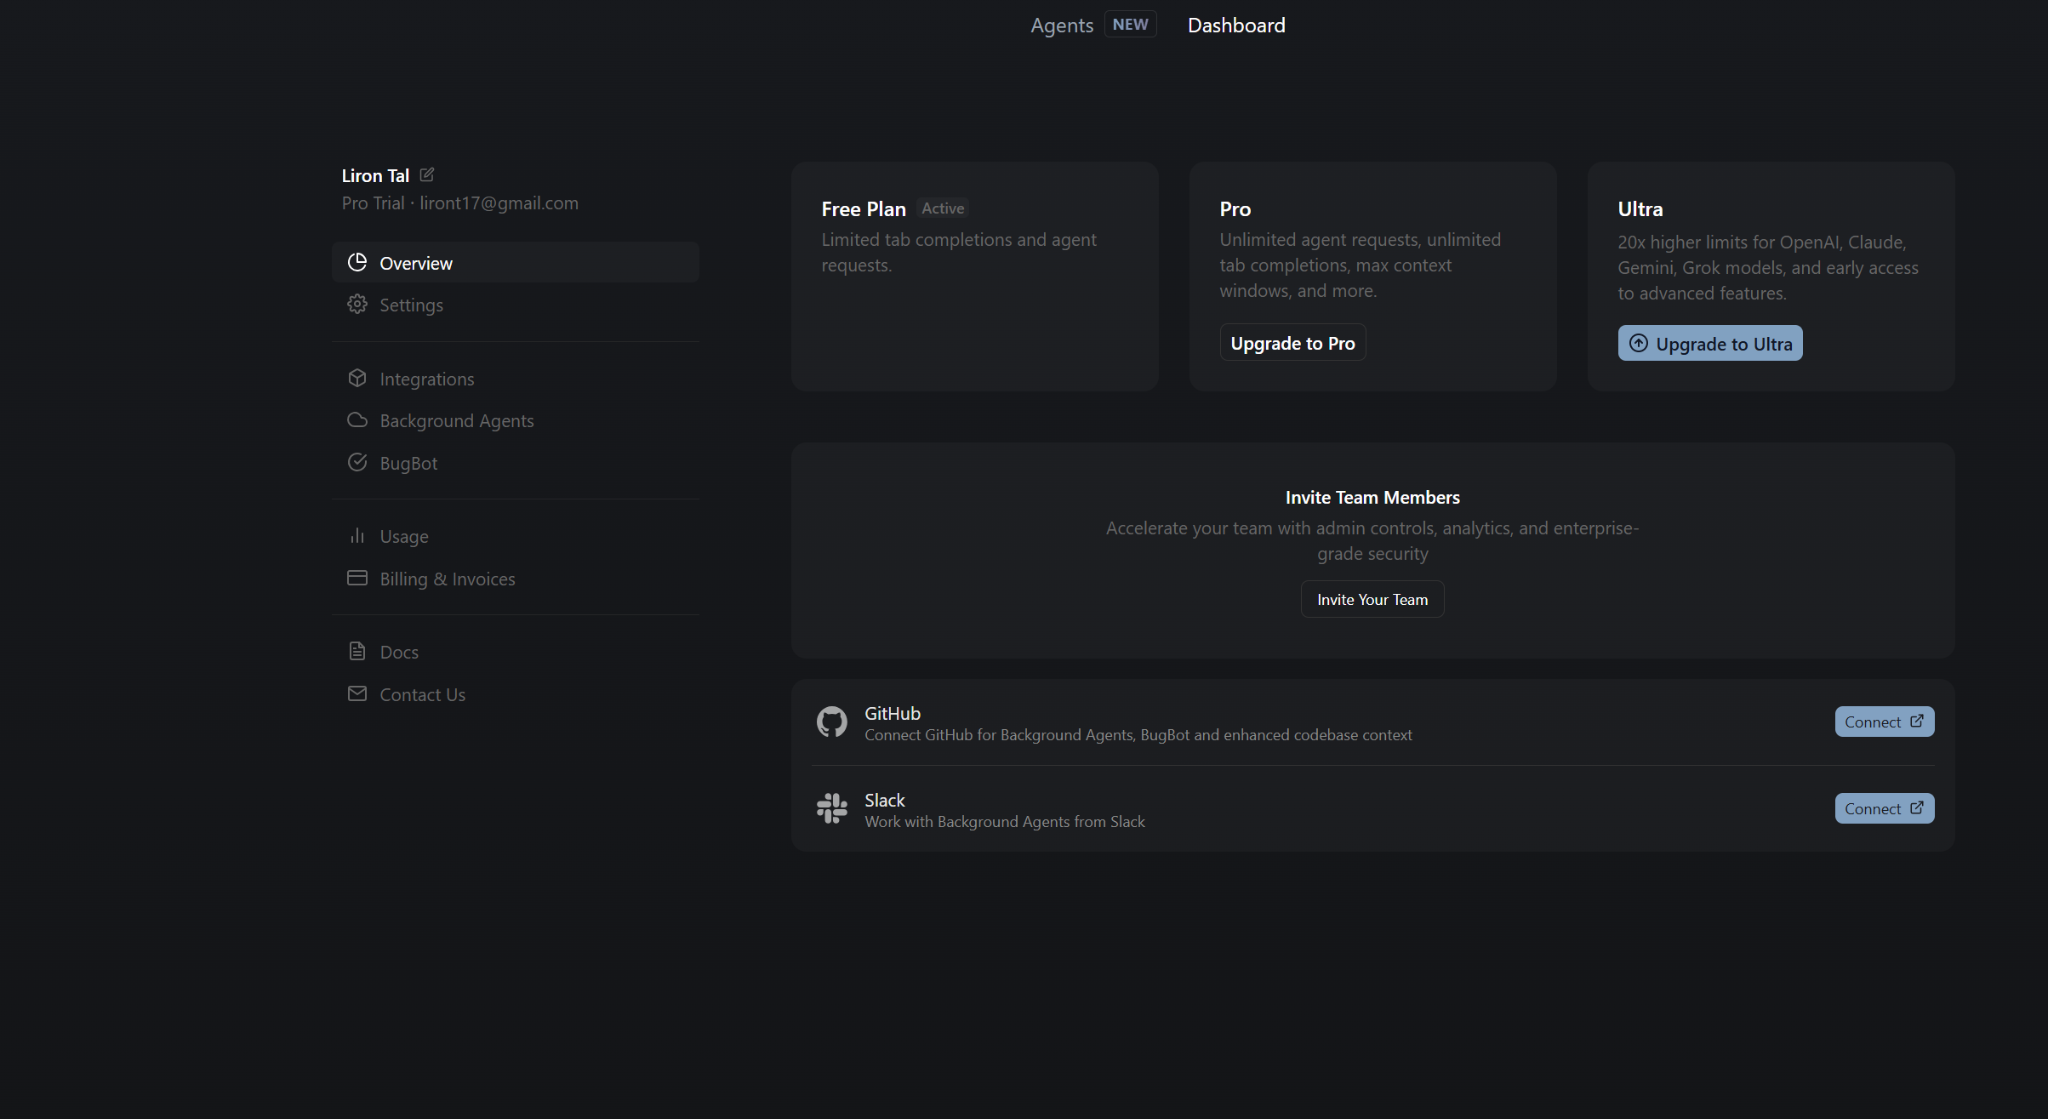 Agents NEW Dashboard
Liron Tal
Pro Trial · liront17@gmail.com
Overview
Settings
Integrations
Background Agents
BugBot
Usage
Billing & Invoices
Docs
Contact Us
Free Plan Active
Limited tab completions and agent
requests.
Pro
Unlimited agent requests, unlimited
tab completions, max context
windows, and more.
Upgrade to Pro
Ultra
20x higher limits for OpenAI, Claude,
Gemini, Grok models, and early access
to advanced features.
Upgrade to Ultra
Invite Team Members
Accelerate your team with admin controls, analytics, and enterprise-
grade security
Invite Your Team
GitHub
Connect GitHub for Background Agents, BugBot and enhanced codebase context
Connect
Slack
Work with Background Agents from Slack
Connect